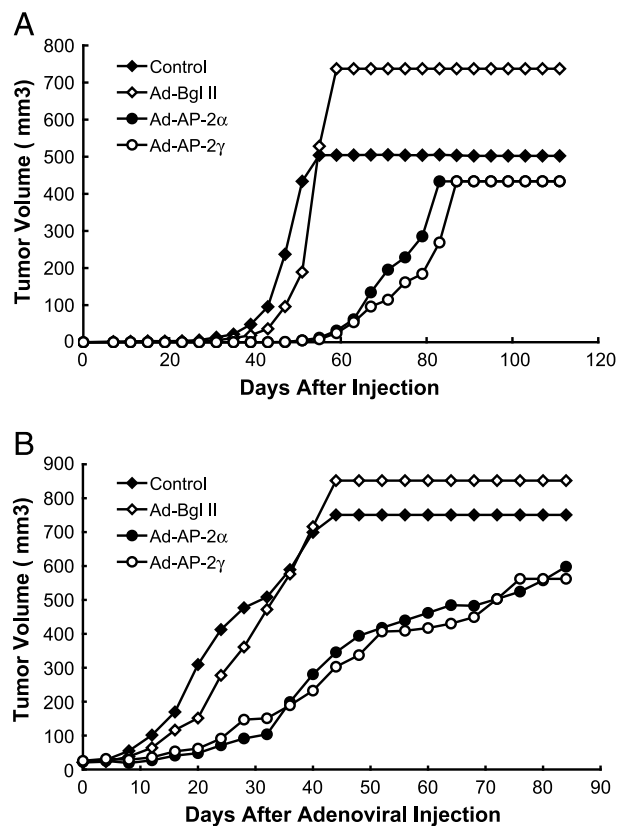 A
800
700
600
500
400
300
200
100
0
Tumor Volume ( mm3)
Control
Ad-Bgl II
Ad-AP-2α
Ad-AP-2γ
0 20 40 60 80 100 120
Days After Injection
B
900
800
700
600
500
400
300
200
100
0
Tumor Volume ( mm3)
Control
Ad-Bgl II
Ad-AP-2α
Ad-AP-2γ
0 10 20 30 40 50 60 70 80 90
Days After Adenoviral Injection